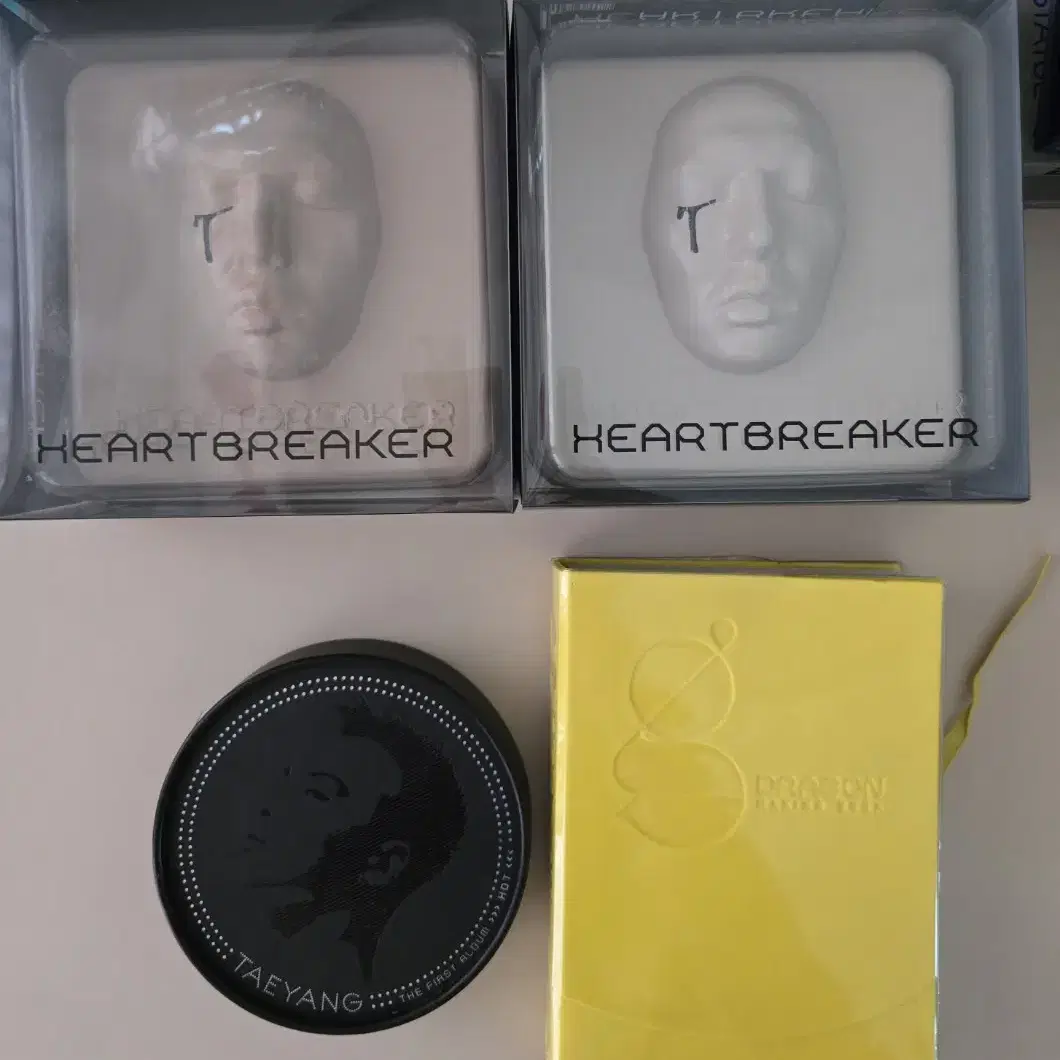 HEARTBREAKER
HEARTBREAKER
TAEYANG ::: THE FIRST ALBUM >>> HOT <<<
g
DRAGON